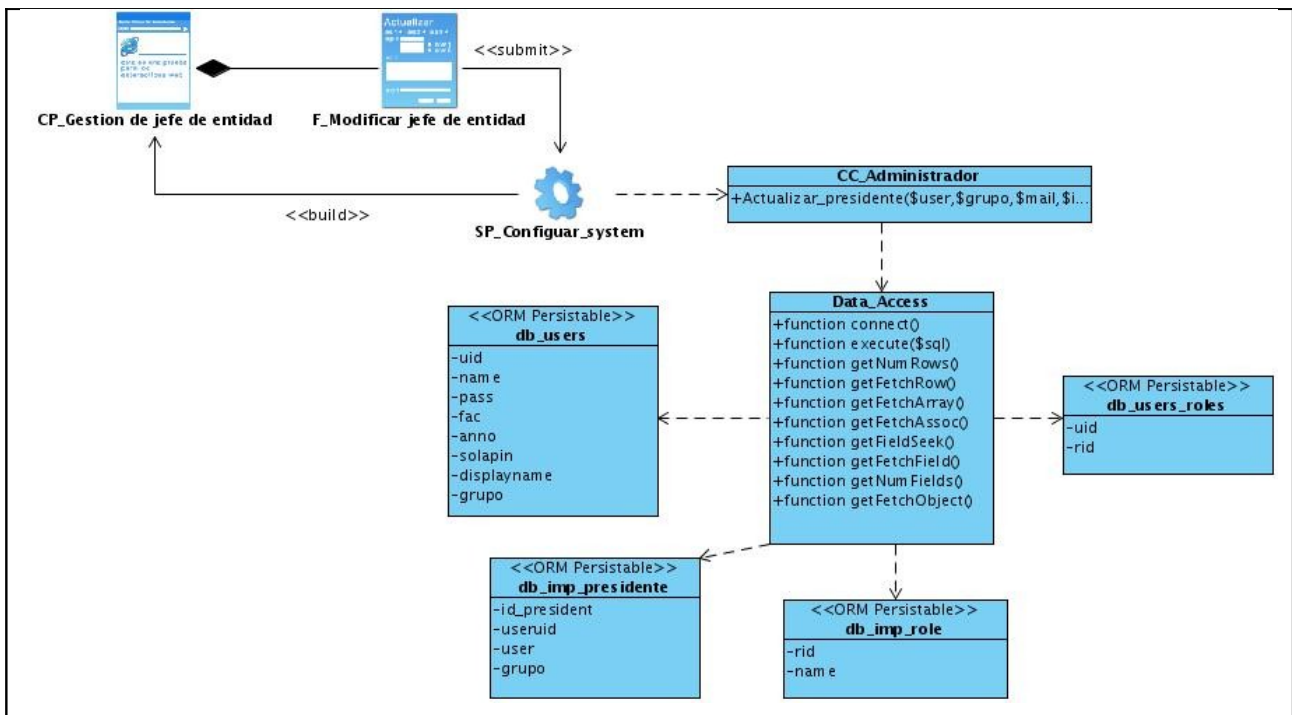 Actualizar
<<submit>>
CP_Gestion de jefe de entidad
F_Modificar jefe de entidad
<<build>>
SP_Configuar_system
CC_Administrador
+Actualizar_presidente($user,$grupo,$mail,$i...
Data_Access
+function connect()
+function execute($sql)
+function getNumRows()
+function getFetchRow()
+function getFetchArray()
+function getFetchAssoc()
+function getFieldSeek()
+function getFetchField()
+function getNumFields()
+function getFetchObject()
<<ORM Persistable>>
db_users
-uid
-name
-pass
-fac
-anno
-solapin
-displayname
-grupo
<<ORM Persistable>>
db_users_roles
-uid
-rid
<<ORM Persistable>>
db_imp_presidente
-id_president
-useruid
-user
-grupo
<<ORM Persistable>>
db_imp_role
-rid
-name